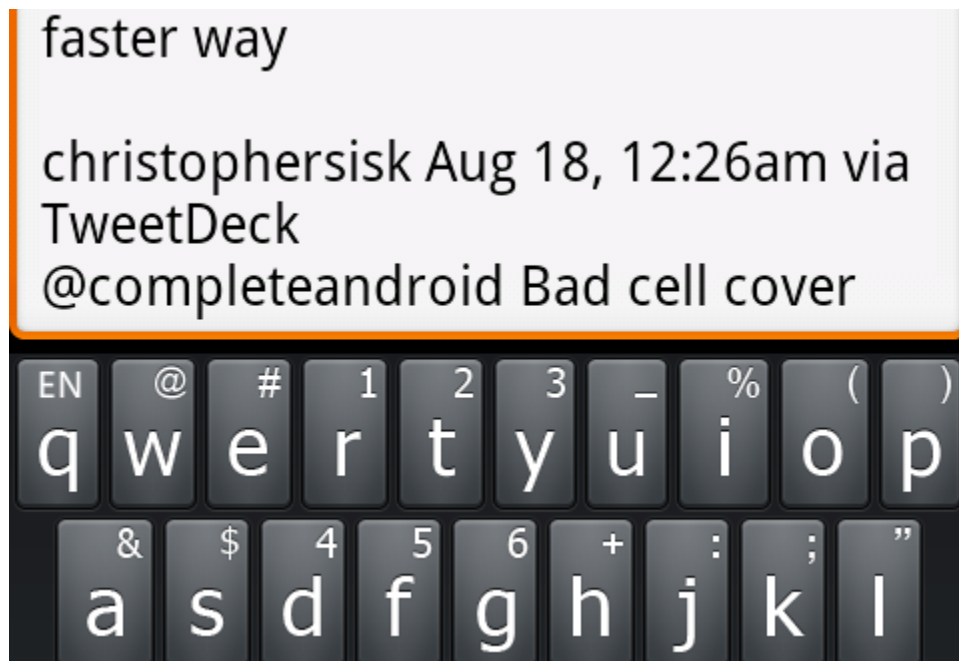 faster way
christophersisk Aug 18, 12:26am via
TweetDeck
@completeandroid Bad cell cover
EN @ # 1 2 3 _ % ( )
q w e r t y u i o p
& $ 4 5 6 + : ; ”
a s d f g h j k l